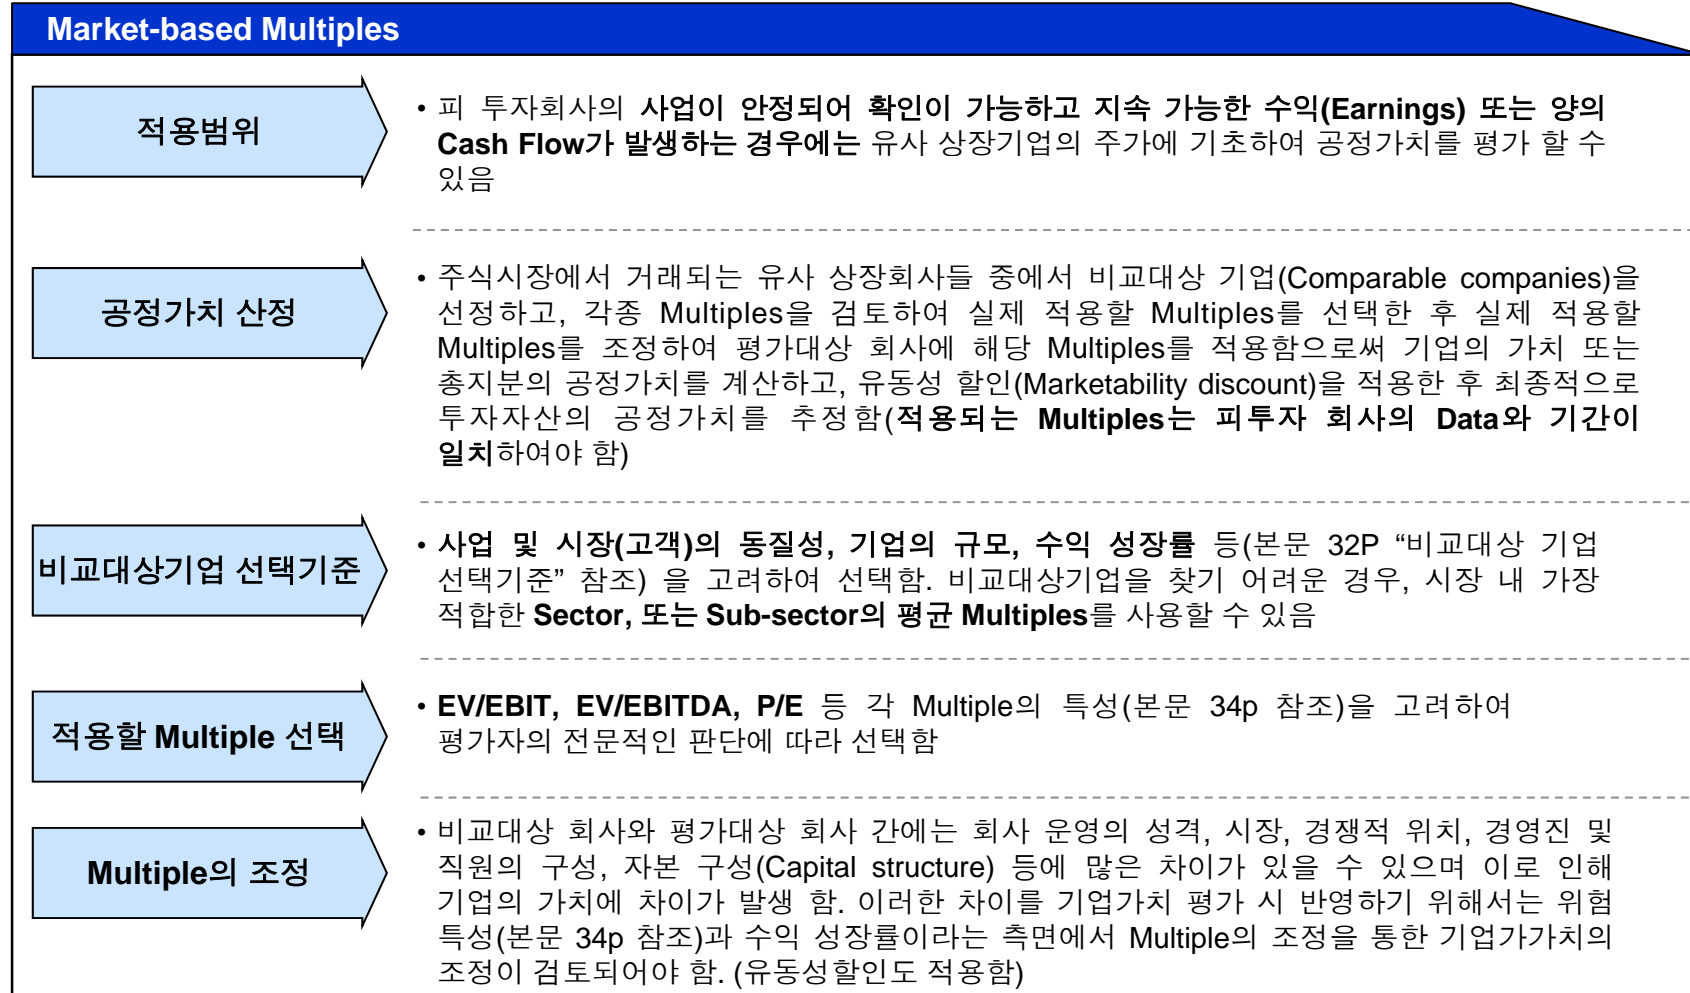 Market-based Multiples
적용범위
• 피 투자회사의 사업이 안정되어 확인이 가능하고 지속 가능한 수익(Earnings) 또는 양의
Cash Flow가 발생하는 경우에는 유사 상장기업의 주가에 기초하여 공정가치를 평가 할 수
있음
공정가치 산정
• 주식시장에서 거래되는 유사 상장회사들 중에서 비교대상 기업(Comparable companies)을
선정하고, 각종 Multiples을 검토하여 실제 적용할 Multiples를 선택한 후 실제 적용할
Multiples를 조정하여 평가대상 회사에 해당 Multiples를 적용함으로써 기업의 가치 또는
총지분의 공정가치를 계산하고, 유동성 할인(Marketability discount)을 적용한 후 최종적으로
투자자산의 공정가치를 추정함(적용되는 Multiples는 피투자 회사의 Data와 기간이
일치하여야 함)
비교대상기업 선택기준
• 사업 및 시장(고객)의 동질성, 기업의 규모, 수익 성장률 등(본문 32P “비교대상 기업
선택기준” 참조) 을 고려하여 선택함. 비교대상기업을 찾기 어려운 경우, 시장 내 가장
적합한 Sector, 또는 Sub-sector의 평균 Multiples를 사용할 수 있음
적용할 Multiple 선택
• EV/EBIT, EV/EBITDA, P/E 등 각 Multiple의 특성(본문 34p 참조)을 고려하여
평가자의 전문적인 판단에 따라 선택함
Multiple의 조정
• 비교대상 회사와 평가대상 회사 간에는 회사 운영의 성격, 시장, 경쟁적 위치, 경영진 및
직원의 구성, 자본 구성(Capital structure) 등에 많은 차이가 있을 수 있으며 이로 인해
기업의 가치에 차이가 발생 함. 이러한 차이를 기업가치 평가 시 반영하기 위해서는 위험
특성(본문 34p 참조)과 수익 성장률이라는 측면에서 Multiple의 조정을 통한 기업가가치의
조정이 검토되어야 함. (유동성할인도 적용함)